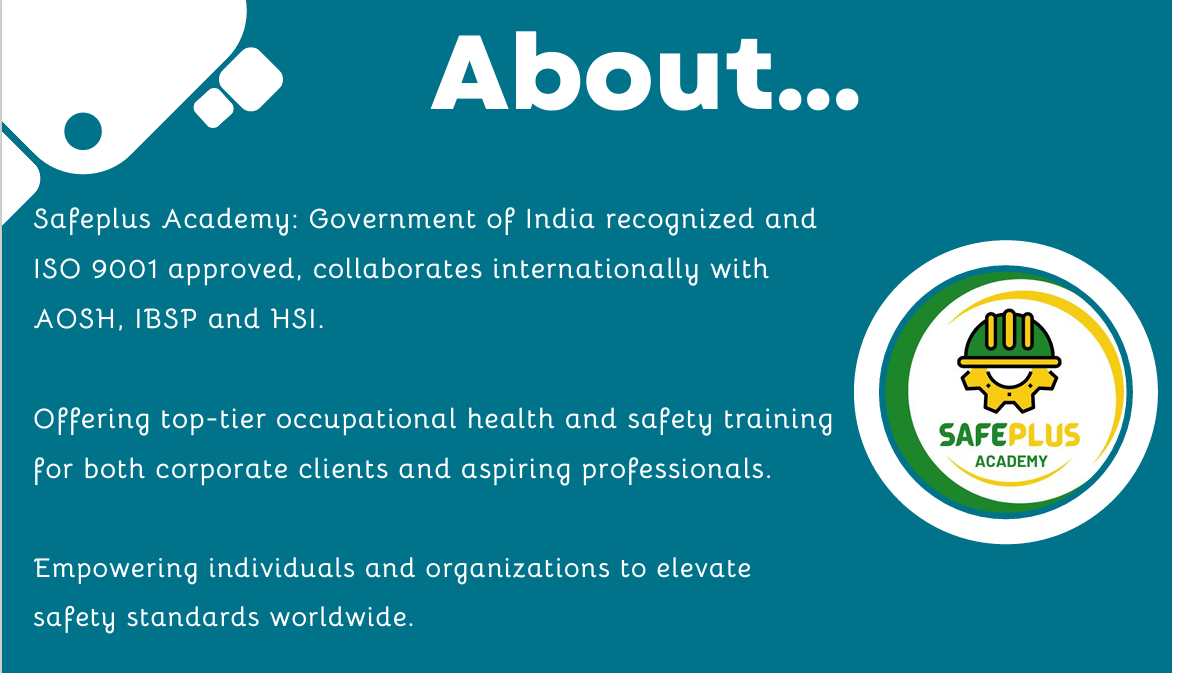 About...
Safeplus Academy: Government of India recognized and
ISO 9001 approved, collaborates internationally with
AOSH, IBSP and HSI.
Offering top-tier occupational health and safety training
for both corporate clients and aspiring professionals.
Empowering individuals and organizations to elevate
safety standards worldwide.
SAFEPLUS
ACADEMY